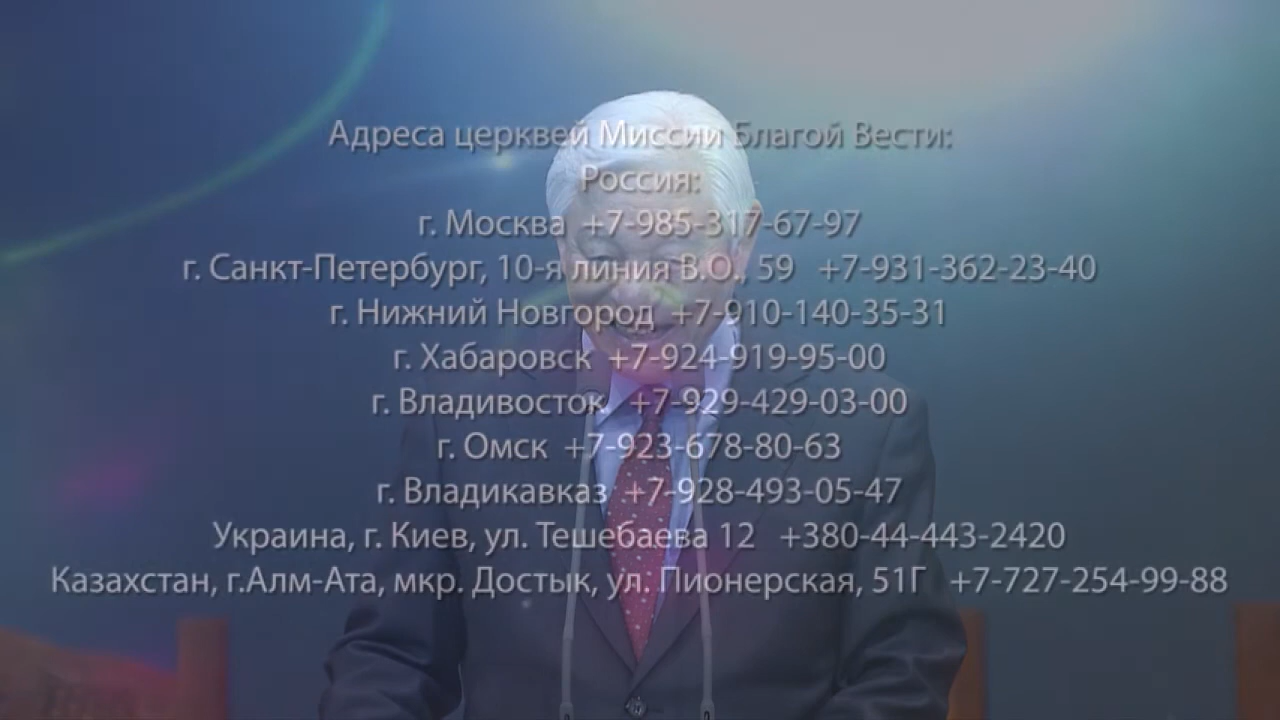 Адреса церквей Миссии Благой Вести:
Россия:
г. Москва +7-985-317-67-97
г. Санкт-Петербург, 10-я линия В.О., 59 +7-931-362-23-40
г. Нижний Новгород +7-910-140-35-31
г. Хабаровск +7-924-919-95-00
г. Владивосток +7-929-429-03-00
г. Омск +7-923-678-80-63
г. Владикавказ +7-928-493-05-47
Украина, г. Киев, ул. Тешебаева 12 +380-44-443-2420
Казахстан, г.Алм-Ата, мкр. Достык, ул. Пионерская, 51Г +7-727-254-99-88